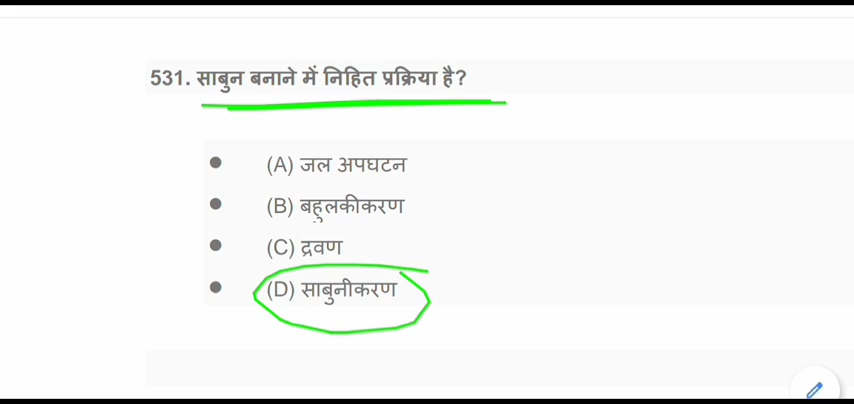 531. साबुन बनाने में निहित प्रक्रिया है?
(A) जल अपघटन
(B) बहुलकीकरण
(C) द्रवण
(D) साबुनीकरण